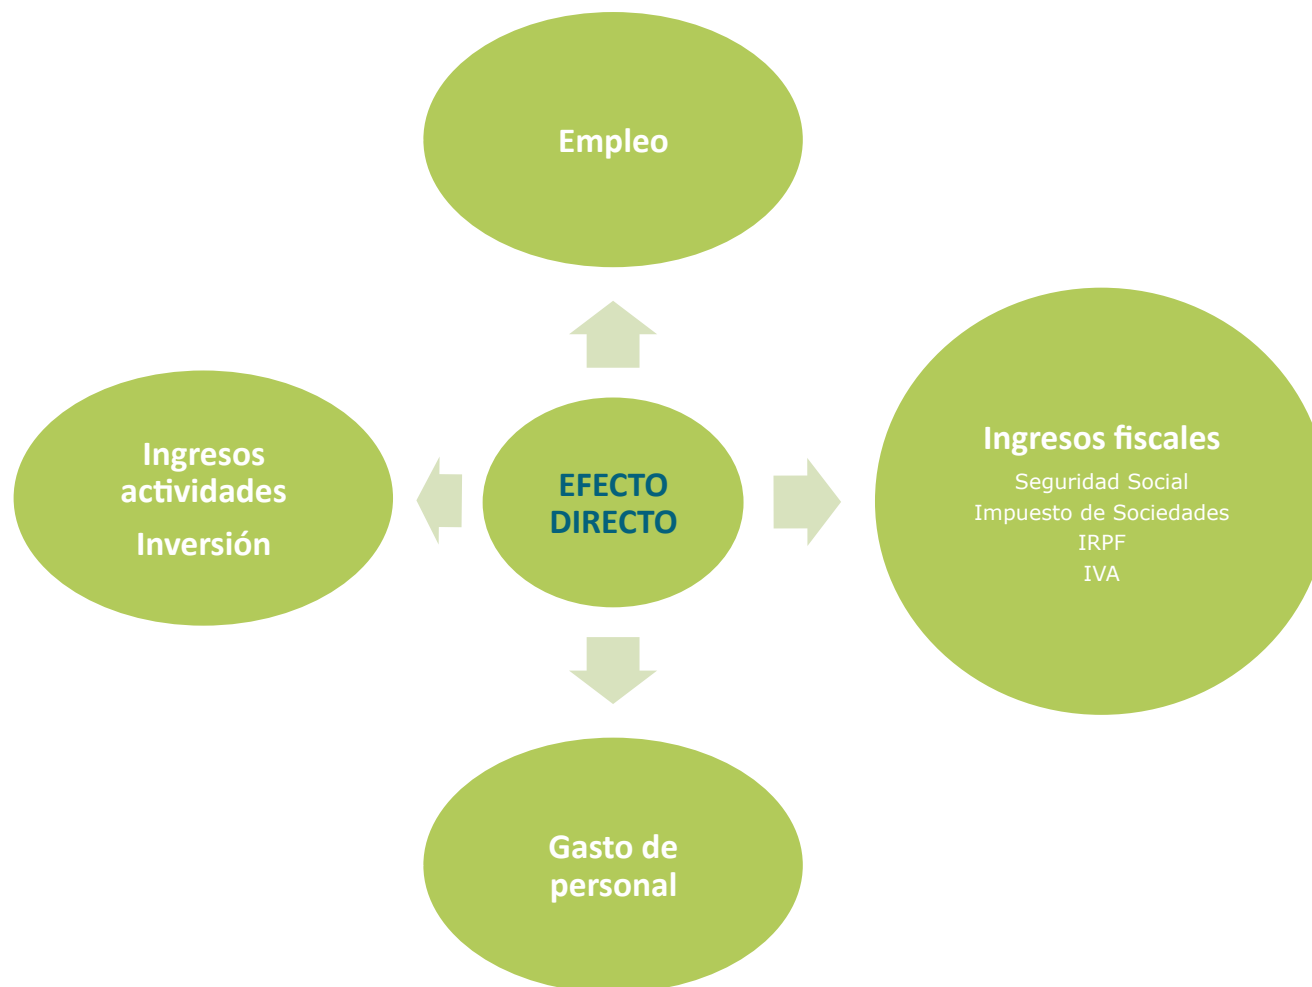 Empleo
Ingresos
actividades
Inversión
EFECTO
DIRECTO
Ingresos fiscales
Seguridad Social
Impuesto de Sociedades
IRPF
IVA
Gasto de
personal